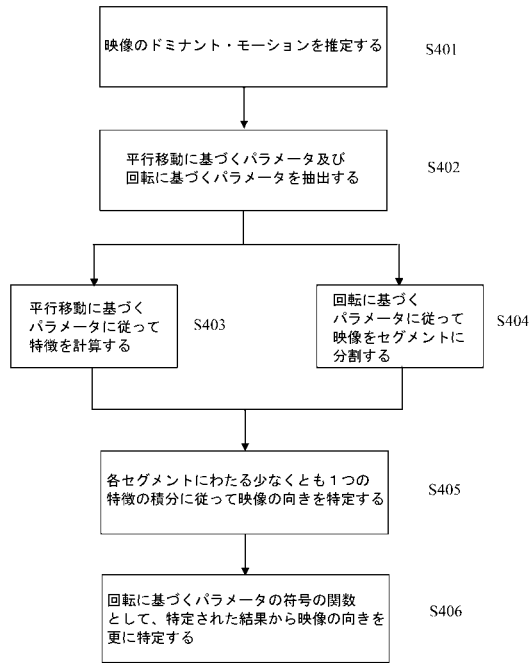 映像のドミナント・モーションを推定する
S401
平行移動に基づくパラメータ及び
回転に基づくパラメータを抽出する
S402
平行移動に基づく
パラメータに従って
特徴を計算する
S403
回転に基づく
パラメータに従って
映像をセグメントに
分割する
S404
各セグメントにわたる少なくとも1つの
特徴の積分に従って映像の向きを特定する
S405
回転に基づくパラメータの符号の関数
として、特定された結果から映像の向きを
更に特定する
S406